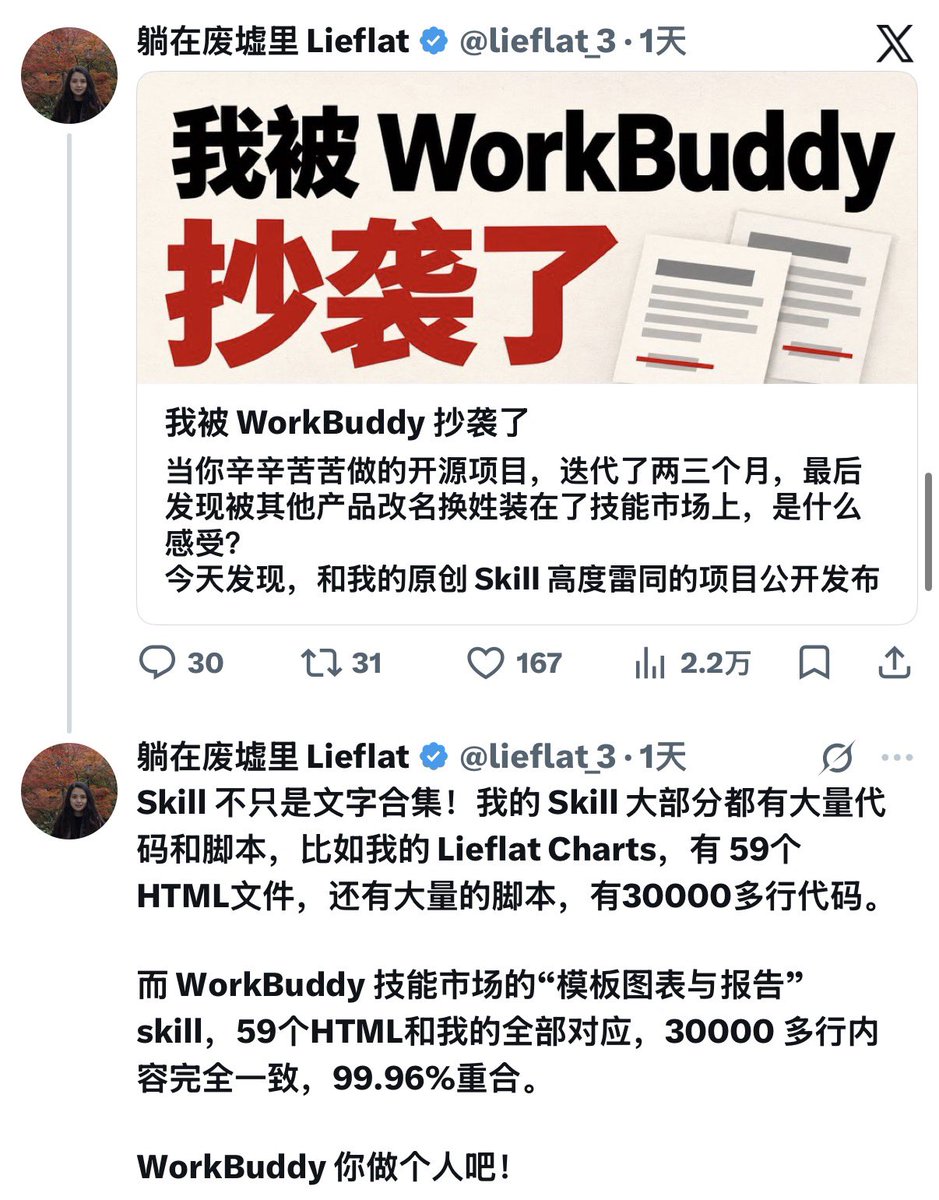 躺在废墟里 Lieflat @lieflat_3 · 1天
我被 WorkBuddy
抄袭了
我被 WorkBuddy 抄袭了
当你辛辛苦苦做的开源项目，迭代了两三个月，最后
发现被其他产品改名换姓装在了技能市场上，是什么
感受？
今天发现，和我的原创 Skill 高度雷同的项目公开发布
30 31 167 2.2万
躺在废墟里 Lieflat @lieflat_3 · 1天
Skill 不只是文字合集！我的 Skill 大部分都有大量代
码和脚本，比如我的 Lieflat Charts，有 59个
HTML文件，还有大量的脚本，有30000多行代码。
而 WorkBuddy 技能市场的“模板图表与报告”
skill，59个HTML和我的全部对应，30000 多行内
容完全一致，99.96%重合。
WorkBuddy 你做个人吧！